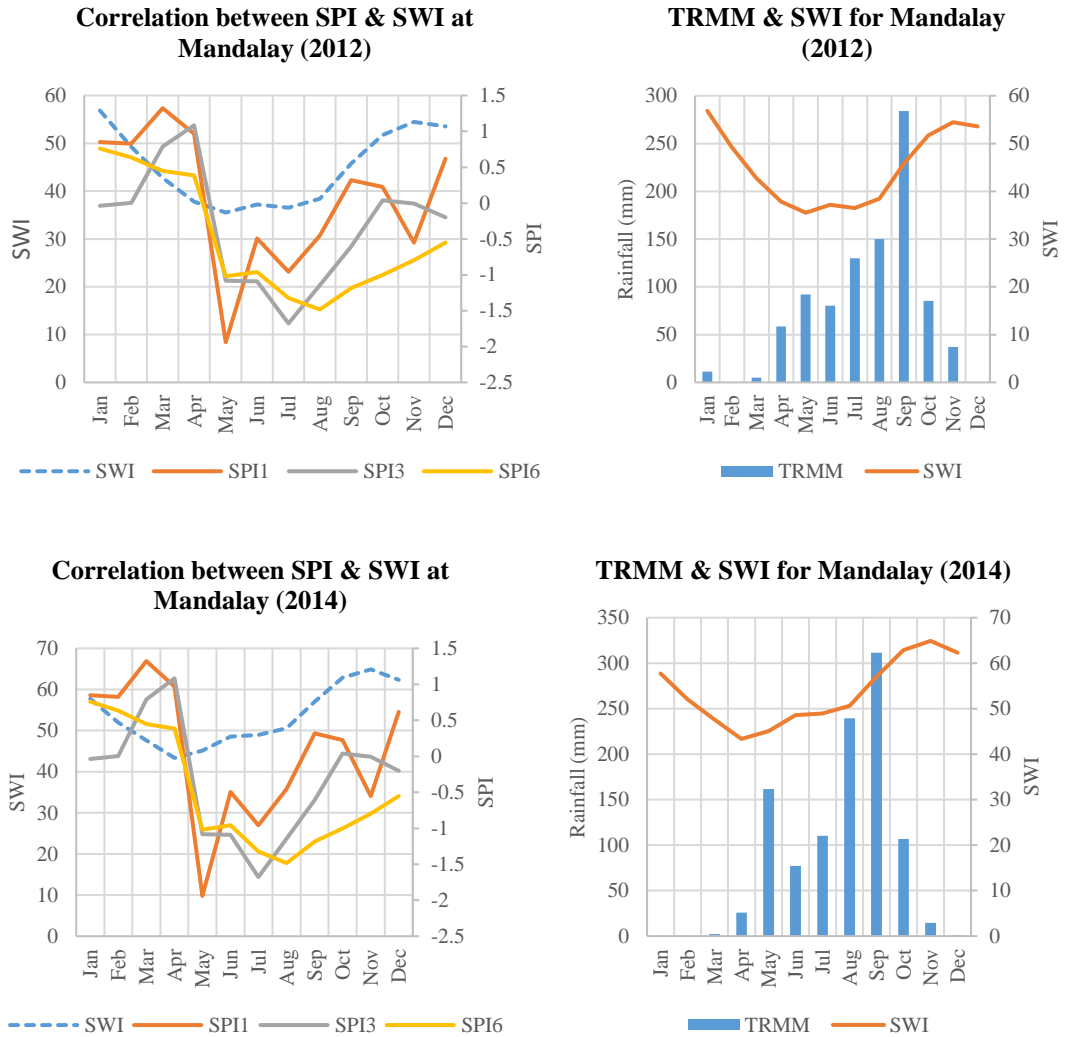 Correlation between SPI & SWI at
Mandalay (2012)
60
50
40
30
20
10
0
SWI
1.5
1
0.5
0
-0.5
-1
-1.5
-2
-2.5
SPI
Jan
Feb
Mar
Apr
May
Jun
Jul
Aug
Sep
Oct
Nov
Dec
SWI SPI1 SPI3 SPI6
TRMM & SWI for Mandalay
(2012)
300
250
200
150
100
50
0
Rainfall (mm)
60
50
40
30
20
10
0
SWI
Jan
Feb
Mar
Apr
May
Jun
Jul
Aug
Sep
Oct
Nov
Dec
TRMM SWI
Correlation between SPI & SWI at
Mandalay (2014)
70
60
50
40
30
20
10
0
SWI
1.5
1
0.5
0
-0.5
-1
-1.5
-2
-2.5
SPI
Jan
Feb
Mar
Apr
May
Jun
Jul
Aug
Sep
Oct
Nov
Dec
SWI SPI1 SPI3 SPI6
TRMM & SWI for Mandalay (2014)
350
300
250
200
150
100
50
0
Rainfall (mm)
70
60
50
40
30
20
10
0
SWI
Jan
Feb
Mar
Apr
May
Jun
Jul
Aug
Sep
Oct
Nov
Dec
TRMM SWI